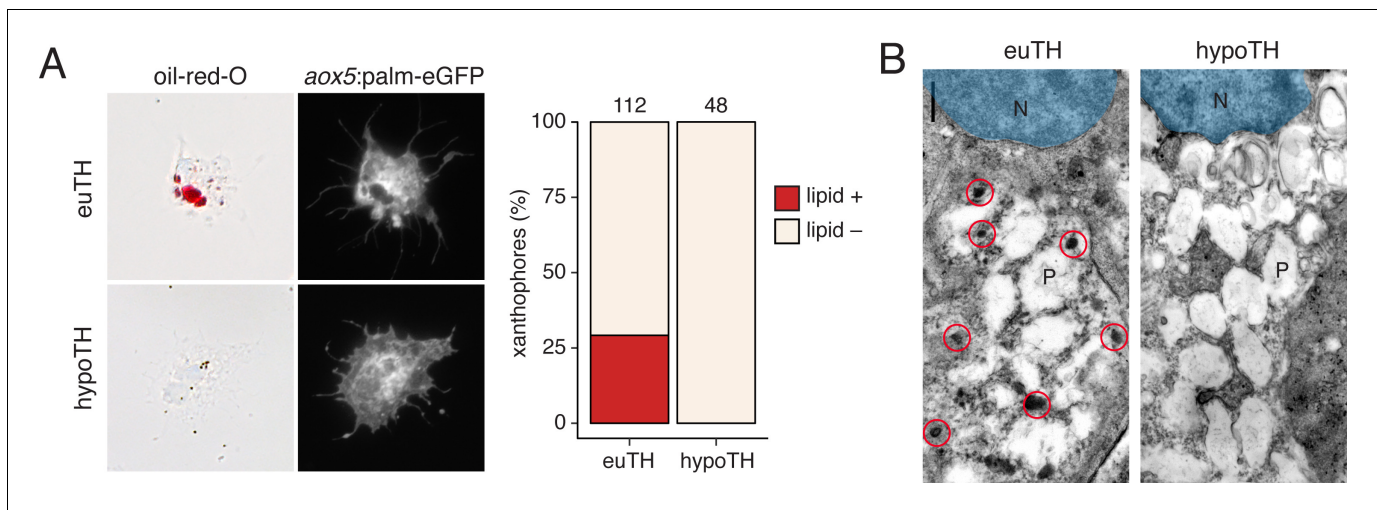 A
oil-red-O
aox5:palm-eGFP
euTH
hypoTH
112
48
100
75
50
25
0
xanthophores (%)
euTH
hypoTH
lipid +
lipid –
B
euTH
hypoTH
N
P
N
P